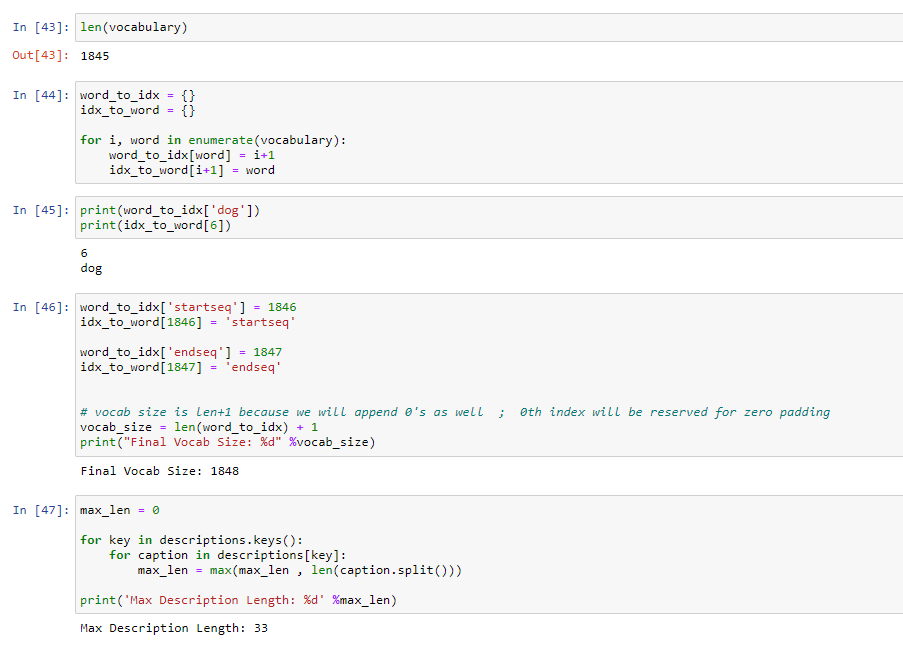 In [43]: len(vocabulary)
Out[43]: 1845
In [44]: word_to_idx = {}
idx_to_word = {}
for i, word in enumerate(vocabulary):
    word_to_idx[word] = i+1
    idx_to_word[i+1] = word
In [45]: print(word_to_idx['dog'])
print(idx_to_word[6])
6
dog
In [46]: word_to_idx['startseq'] = 1846
idx_to_word[1846] = 'startseq'
word_to_idx['endseq'] = 1847
idx_to_word[1847] = 'endseq'
# vocab size is len+1 because we will append 0's as well  ;  0th index will be reserved for zero padding
vocab_size = len(word_to_idx) + 1
print("Final Vocab Size: %d" %vocab_size)
Final Vocab Size: 1848
In [47]: max_len = 0
for key in descriptions.keys():
    for caption in descriptions[key]:
        max_len = max(max_len , len(caption.split()))
print('Max Description Length: %d' %max_len)
Max Description Length: 33